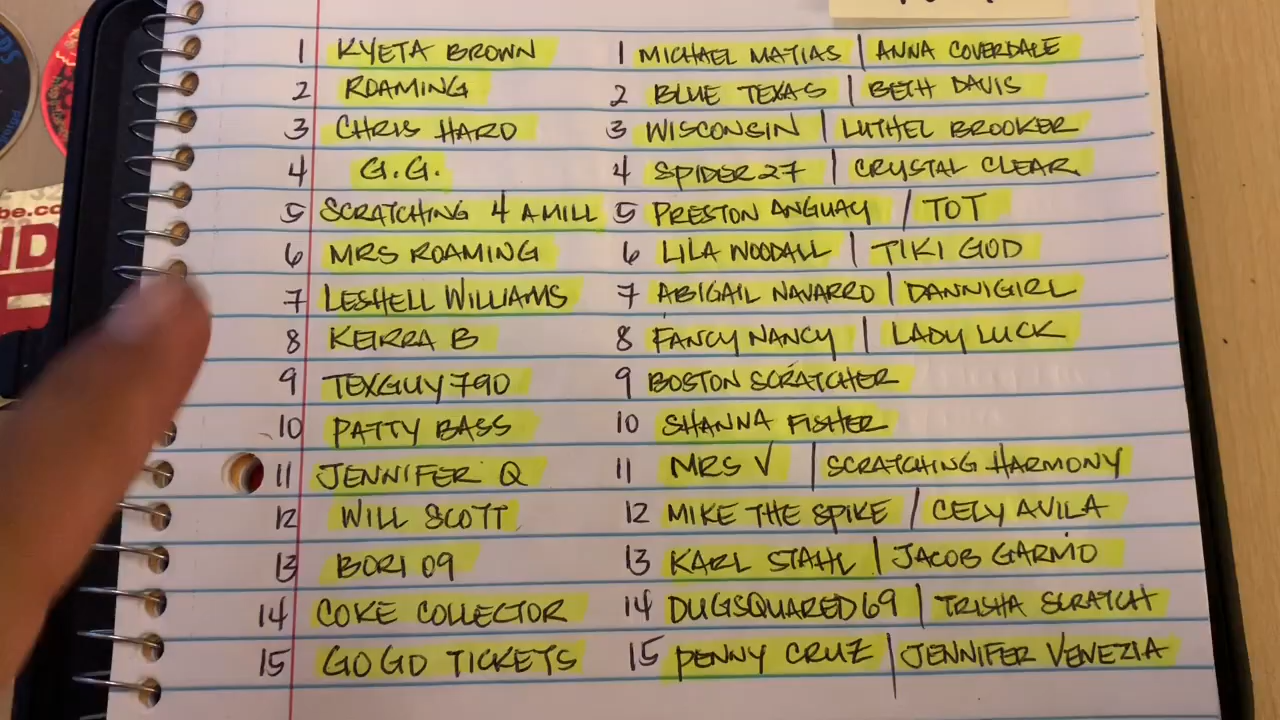 1 KYETA BROWN 1 MICHAEL MATIAS | ANNA COVERDALE
2 ROAMING 2 BLUE TEXAS | BETH DAVIS
3 CHRIS HARD 3 WISCONSIN | LUTHEL BROOKER
4 G.G. 4 SPIDER27 | CRYSTAL CLEAR
5 SCRATCHING 4 A MILL 5 PRESTON ANGUAY / TOT
6 MRS ROAMING 6 LILA WOODALL | TIKI GOD
7 LESHELL WILLIAMS 7 ABIGAIL NAVARRO | DANNIGIRL
8 KEIRRA B 8 FANCY NANCY | LADY LUCK
9 TEXGUY790 9 BOSTON SCRATCHER
10 PATTY BASS 10 SHANNA FISHER
11 JENNIFER Q 11 MRS V | SCRATCHING HARMONY
12 WILL SCOTT 12 MIKE THE SPIKE / CELY AVILA
13 BORI 09 13 KARL STAHL | JACOB GARMO
14 COKE COLLECTOR 14 DUGSQUARED69 | TRISHA SCRATCH
15 GO GO TICKETS 15 PENNY CRUZ | JENNIFER VENEZIA